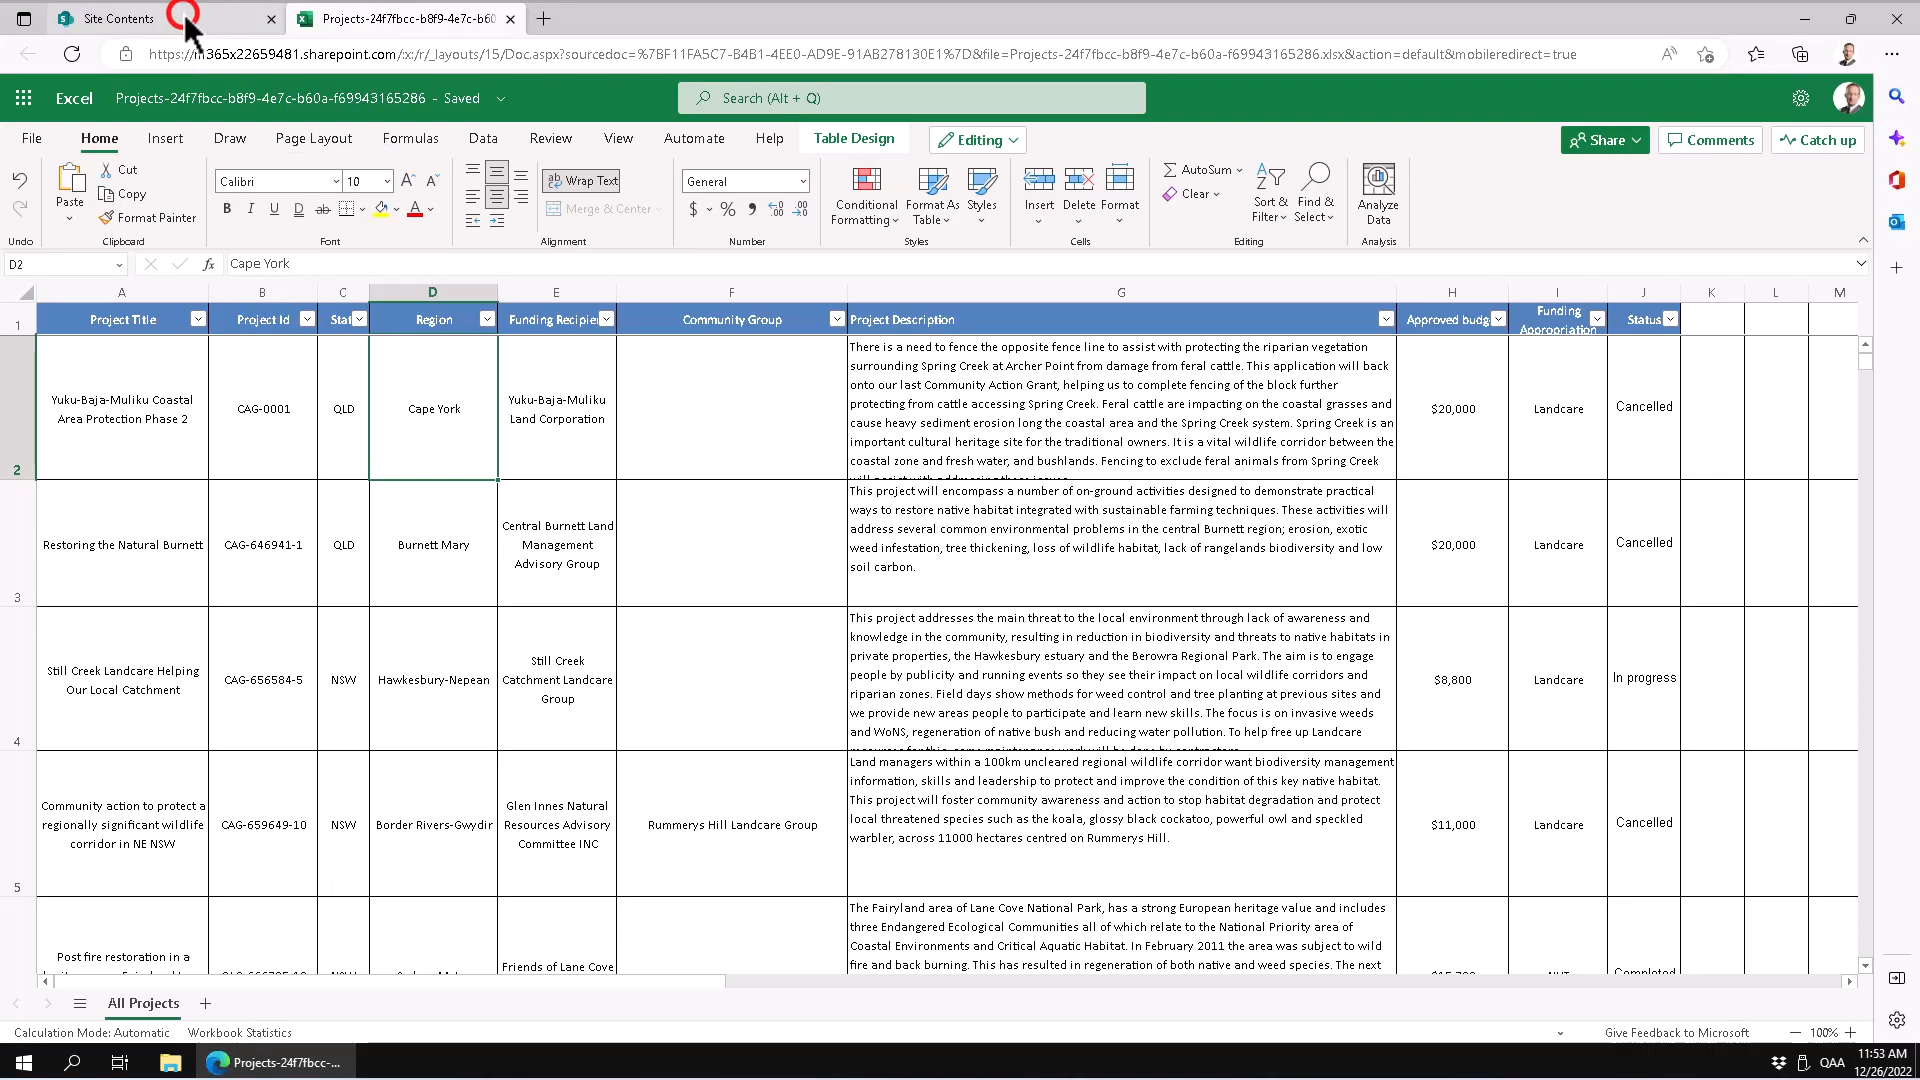 Site Contents
Projects-24f7fbcc-b8f9-4e7c-b60
https://m365x22659481.sharepoint.com/:x:/r/_layouts/15/Doc.aspx?sourcedoc=%7BF11FA5C7-B4B1-4EE0-AD9E-91AB278130E1%7D&file=Projects-24f7fbcc-b8f9-4e7c-b60a-f69943165286.xlsx&action=default&mobileredirect=true
Excel Projects-24f7fbcc-b8f9-4e7c-b60a-f69943165286 - Saved
Search (Alt + Q)
File Home Insert Draw Page Layout Formulas Data Review View Automate Help Table Design Editing Share Comments Catch up
Undo
Paste
Cut
Copy
Format Painter
Clipboard
Calibri 10
B I U D ab
Font
Wrap Text
Merge & Center
Alignment
General
$ % 9
Number
Conditional Formatting
Format As Table
Styles
Styles
Insert Delete Format
Cells
AutoSum
Clear
Sort & Filter
Find & Select
Editing
Analyze Data
Analysis
D2 fx Cape York
A B C D E F G H I J K L M
1 Project Title Project Id Stat Region Funding Recipie Community Group Project Description Approved budg Funding Appropriation Status
2
Yuku-Baja-Muliku Coastal
Area Protection Phase 2
CAG-0001
QLD
Cape York
Yuku-Baja-Muliku
Land Corporation
There is a need to fence the opposite fence line to assist with protecting the riparian vegetation
surrounding Spring Creek at Archer Point from damage from feral cattle. This application will back
onto our last Community Action Grant, helping us to complete fencing of the block further
protecting from cattle accessing Spring Creek. Feral cattle are impacting on the coastal grasses and
cause heavy sediment erosion long the coastal area and the Spring Creek system. Spring Creek is an
important cultural heritage site for the traditional owners. It is a vital wildlife corridor between the
coastal zone and fresh water, and bushlands. Fencing to exclude feral animals from Spring Creek
$20,000
Landcare
Cancelled
3
Restoring the Natural Burnett
CAG-646941-1
QLD
Burnett Mary
Central Burnett Land
Management
Advisory Group
This project will encompass a number of on-ground activities designed to demonstrate practical
ways to restore native habitat integrated with sustainable farming techniques. These activities will
address several common environmental problems in the central Burnett region; erosion, exotic
weed infestation, tree thickening, loss of wildlife habitat, lack of rangelands biodiversity and low
soil carbon.
$20,000
Landcare
Cancelled
4
Still Creek Landcare Helping
Our Local Catchment
CAG-656584-5
NSW
Hawkesbury-Nepean
Still Creek
Catchment Landcare
Group
This project addresses the main threat to the local environment through lack of awareness and
knowledge in the community, resulting in reduction in biodiversity and threats to native habitats in
private properties, the Hawkesbury estuary and the Berowra Regional Park. The aim is to engage
people by publicity and running events so they see their impact on local wildlife corridors and
riparian zones. Field days show methods for weed control and tree planting at previous sites and
we provide new areas people to participate and learn new skills. The focus is on invasive weeds
and WoNS, regeneration of native bush and reducing water pollution. To help free up Landcare
$8,800
Landcare
In progress
5
Community action to protect a
regionally significant wildlife
corridor in NE NSW
CAG-659649-10
NSW
Border Rivers-Gwydir
Glen Innes Natural
Resources Advisory
Committee INC
Rummerys Hill Landcare Group
Land managers within a 100km uncleared regional wildlife corridor want biodiversity management
information, skills and leadership to protect and improve the condition of this key native habitat.
This project will foster community awareness and action to stop habitat degradation and protect
local threatened species such as the koala, glossy black cockatoo, powerful owl and speckled
warbler, across 11000 hectares centred on Rummerys Hill.
$11,000
Landcare
Cancelled
Post fire restoration in a
Friends of Lane Cove
The Fairyland area of Lane Cove National Park, has a strong European heritage value and includes
three Endangered Ecological Communities all of which relate to the National Priority area of
Coastal Environments and Critical Aquatic Habitat. In February 2011 the area was subject to wild
fire and back burning. This has resulted in regeneration of both native and weed species. The next
Completed
All Projects
Calculation Mode: Automatic Workbook Statistics
Give Feedback to Microsoft
100%
Projects-24f7fbcc-...
QAA
11:53 AM
12/26/2022